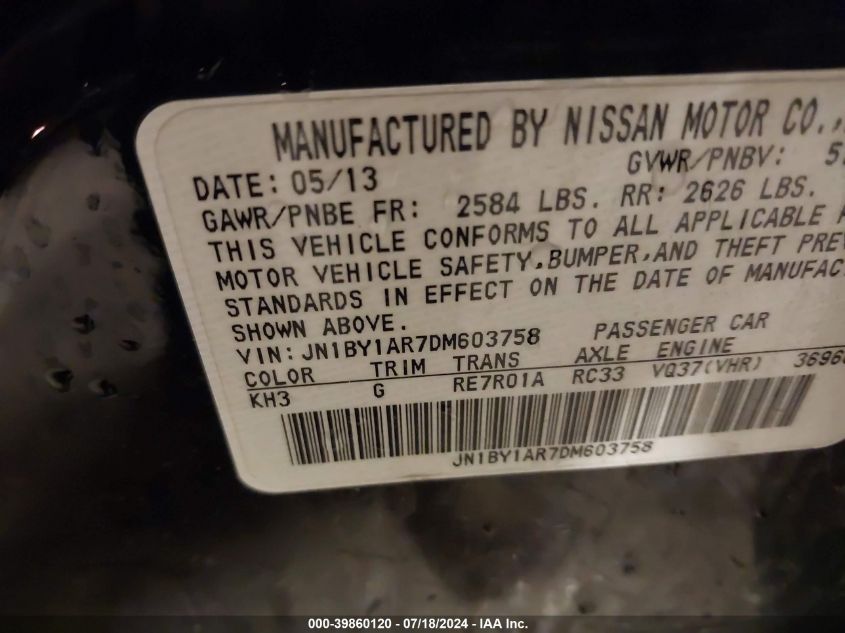 MANUFACTURED BY NISSAN MOTOR CO.,
DATE: 05/13 GVWR/PNBV:
GAWR/PNBE FR: 2584 LBS. RR: 2626 LBS.
THIS VEHICLE CONFORMS TO ALL APPLICABLE
MOTOR VEHICLE SAFETY,BUMPER,AND THEFT PREV
STANDARDS IN EFFECT ON THE DATE OF MANUFAC
SHOWN ABOVE.
VIN: JN1BY1AR7DM603758 PASSENGER CAR
COLOR TRIM TRANS AXLE ENGINE
KH3 G RE7R01A RC33 VQ37(VHR) 3696
JN1BY1AR7DM603758
000-39860120 - 07/18/2024 - IAA Inc.